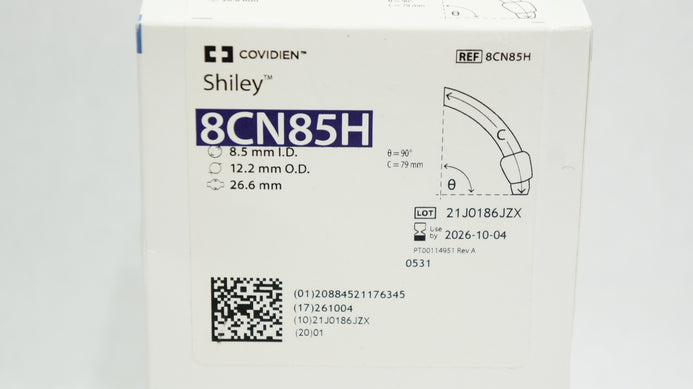 COVIDIEN™
REF 8CN85H
Shiley™
8CN85H
8.5 mm I.D.
12.2 mm O.D.
26.6 mm
θ = 90°
C = 79 mm
C
θ
LOT 21J0186JZX
Use by 2026-10-04
PT00114951 Rev A
0531
(01)20884521176345
(17)261004
(10)21J0186JZX
(20)01